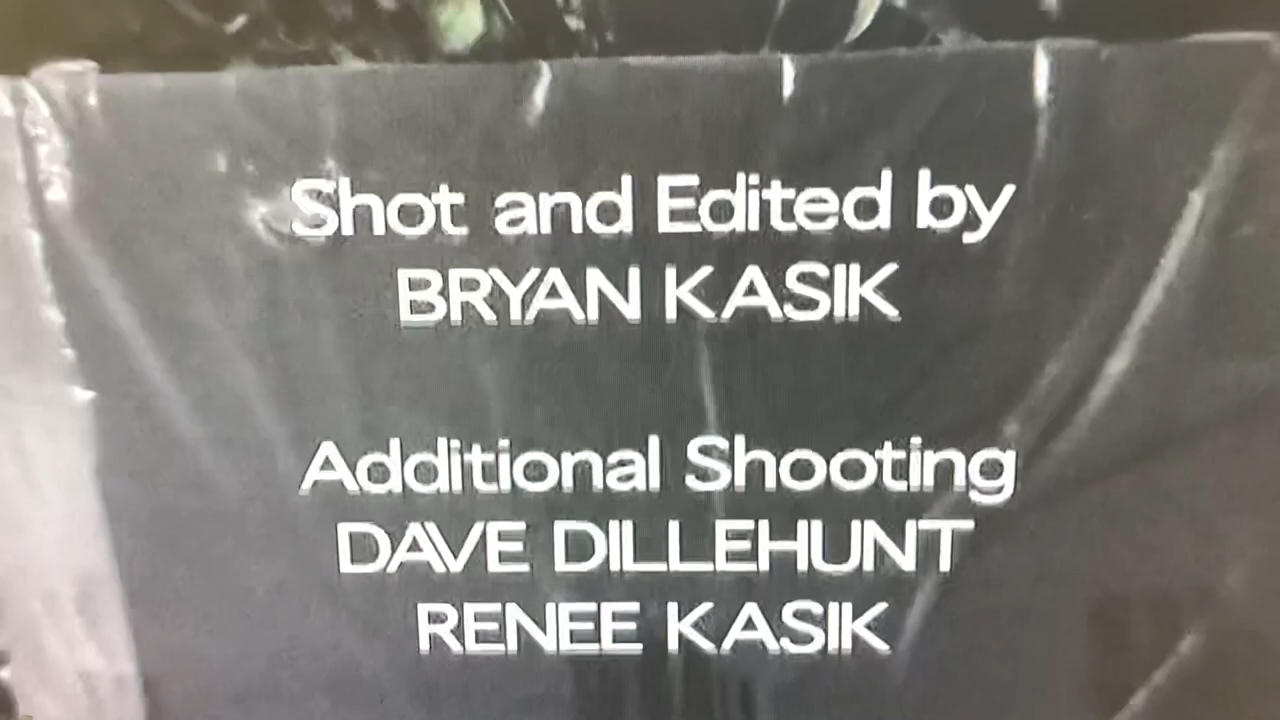 Shot and Edited by
BRYAN KASIK
Additional Shooting
DAVE DILLEHUNT
RENEE KASIK